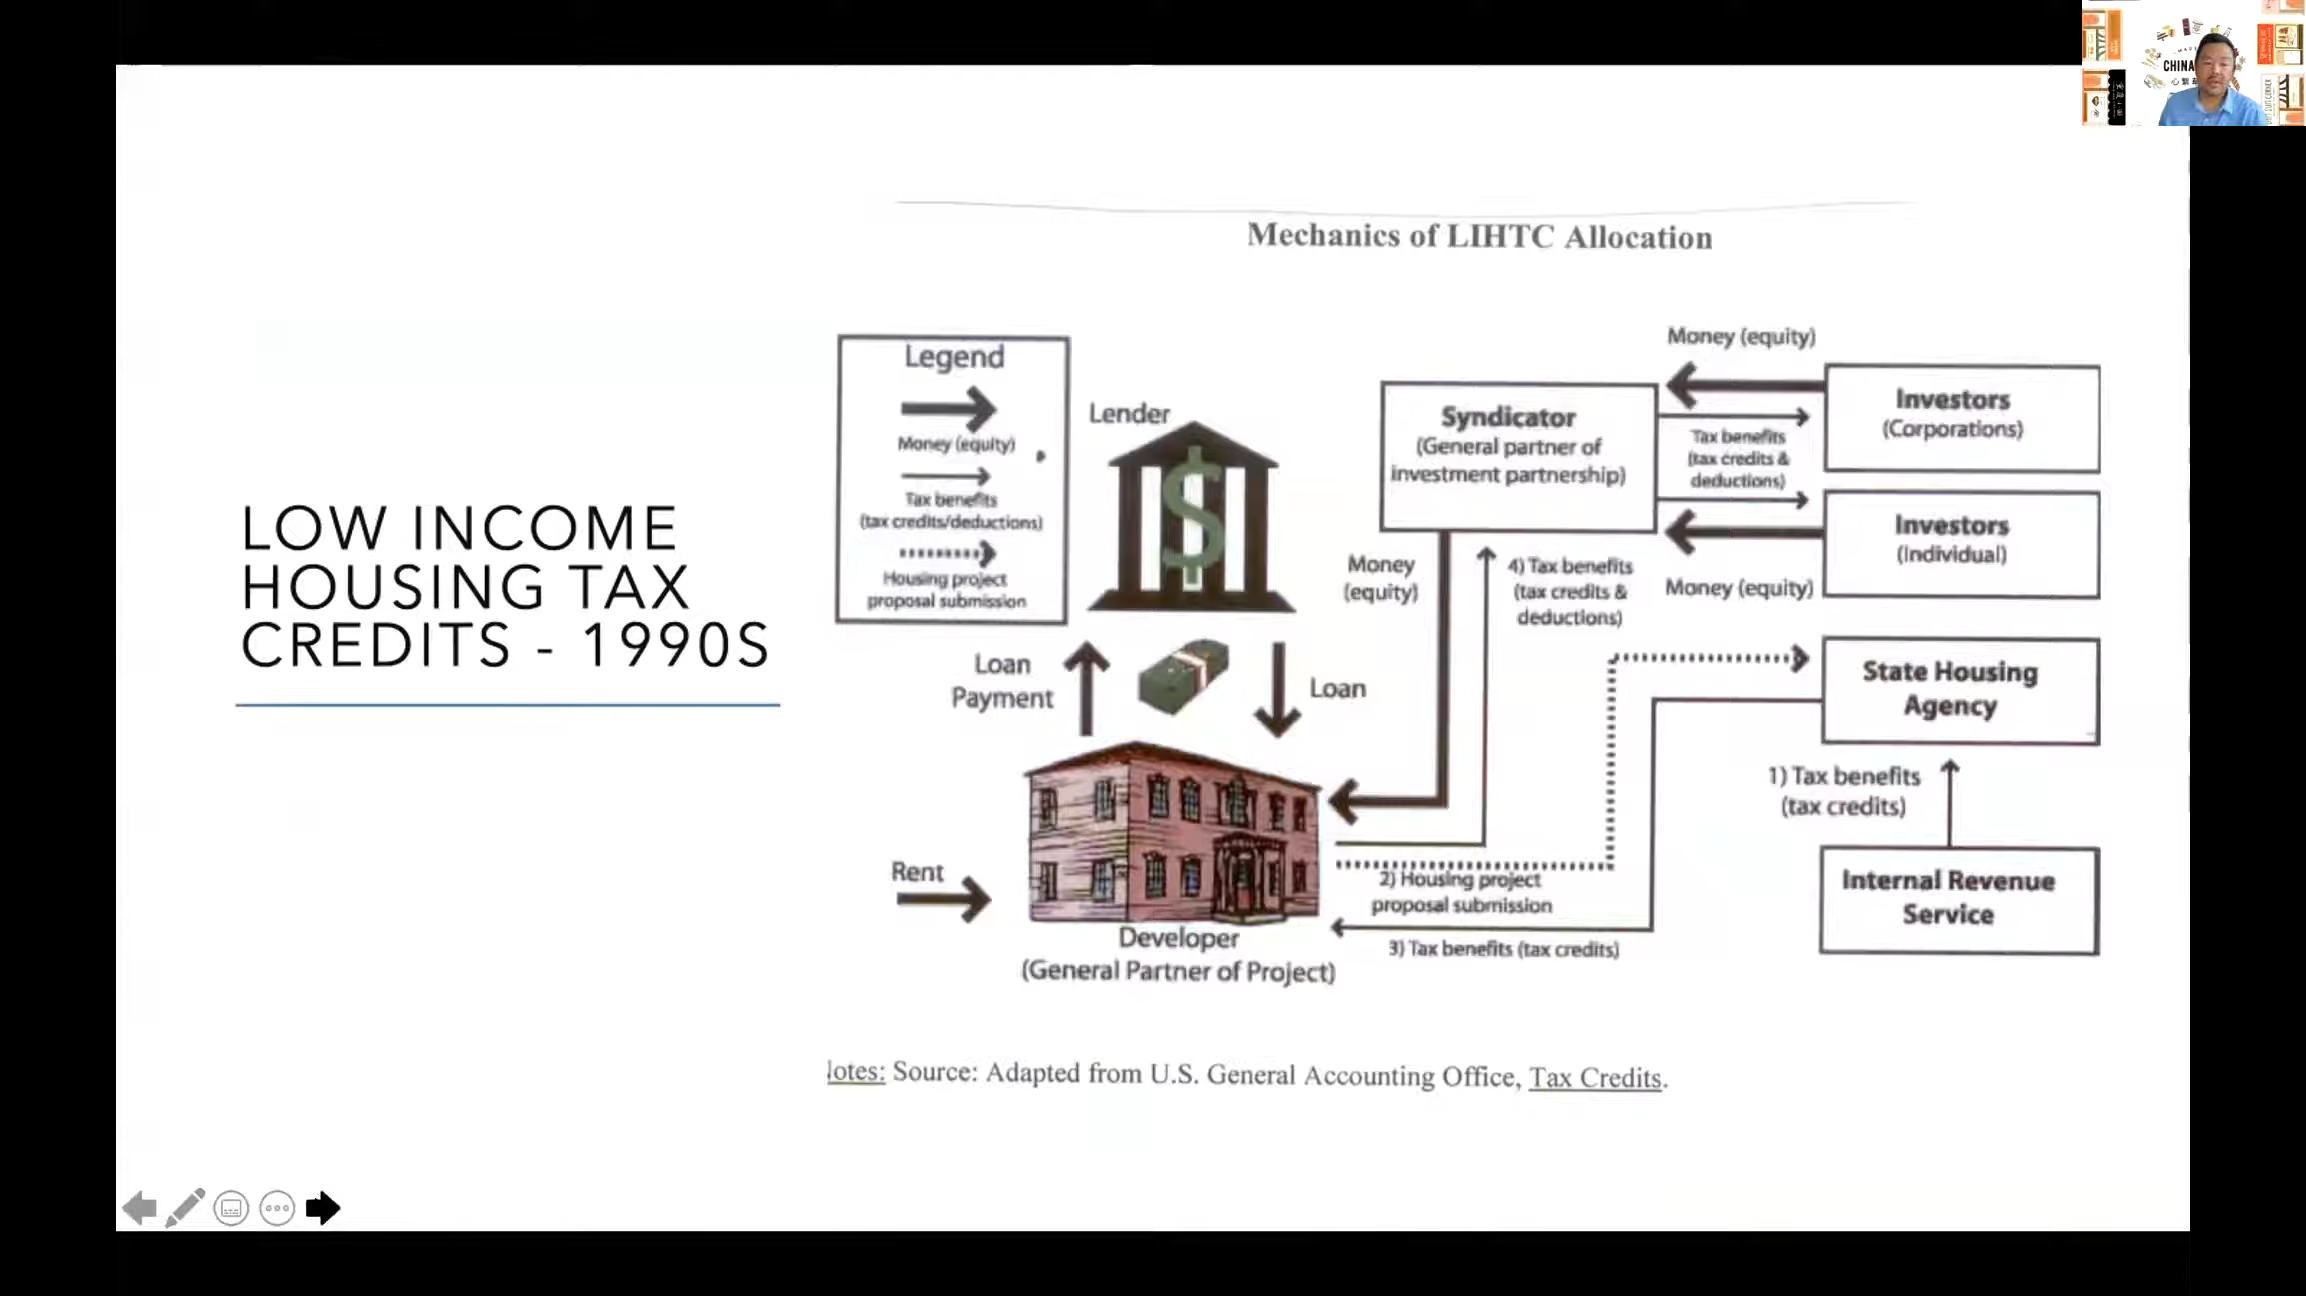 CHINA
LOW INCOME
HOUSING TAX
CREDITS - 1990S
Mechanics of LIHTC Allocation
Legend
Money (equity)
Tax benefits
(tax credits/deductions)
Housing project
proposal submission
Lender
$
Loan
Payment
Loan
Rent
Developer
(General Partner of Project)
Syndicator
(General partner of
investment partnership)
Money (equity)
Tax benefits
(tax credits &
deductions)
Money (equity)
Investors
(Corporations)
Investors
(Individual)
Money
(equity)
4) Tax benefits
(tax credits &
deductions)
State Housing
Agency
1) Tax benefits
(tax credits)
Internal Revenue
Service
2) Housing project
proposal submission
3) Tax benefits (tax credits)
otes: Source: Adapted from U.S. General Accounting Office, Tax Credits.